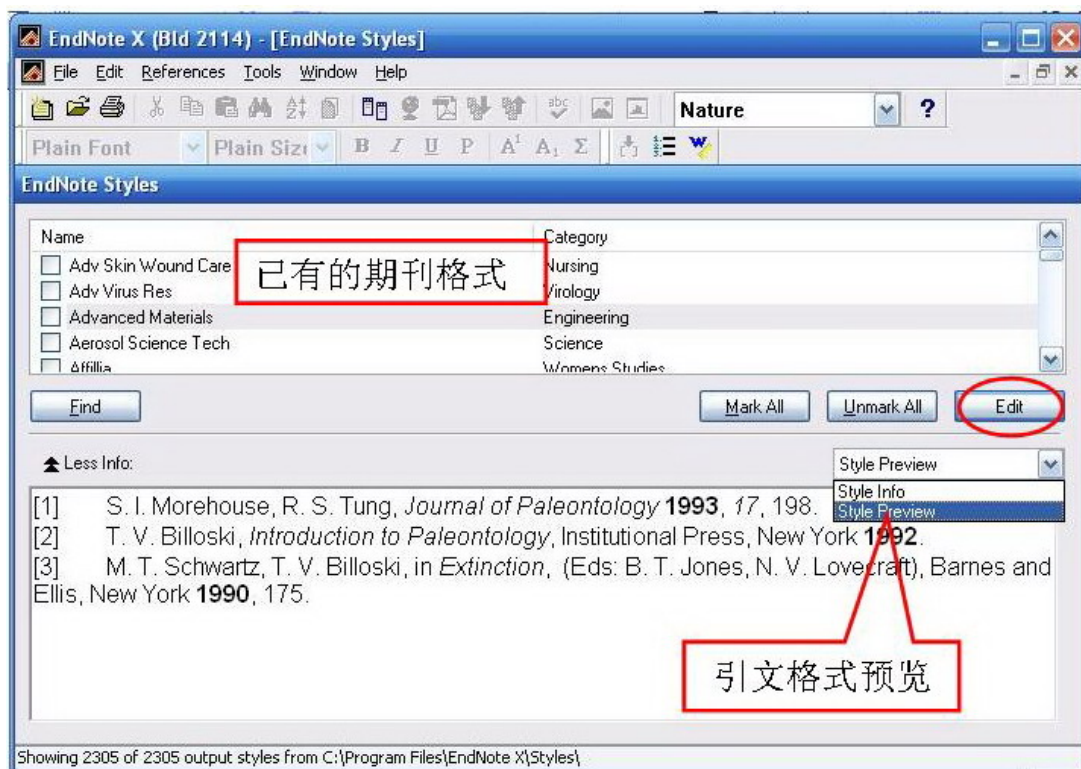 EndNote X (Bld 2114) - [EndNote Styles]
File Edit References Tools Window Help
abc Nature ?
Plain Font Plain Siz B I U P A¹ A₁ Σ
EndNote Styles
Name Category
Adv Skin Wound Care Nursing
已有的期刊格式
Adv Virus Res Virology
Advanced Materials Engineering
Aerosol Science Tech Science
Affillia Womens Studies
Find Mark All Unmark All Edit
Less Info: Style Preview
Style Info
Style Preview
[1] S. I. Morehouse, R. S. Tung, Journal of Paleontology 1993, 17, 198.
[2] T. V. Billoski, Introduction to Paleontology, Institutional Press, New York 1992.
[3] M. T. Schwartz, T. V. Billoski, in Extinction, (Eds: B. T. Jones, N. V. Lovecraft), Barnes and
Ellis, New York 1990, 175.
引文格式预览
Showing 2305 of 2305 output styles from C:\Program Files\EndNote X\Styles\